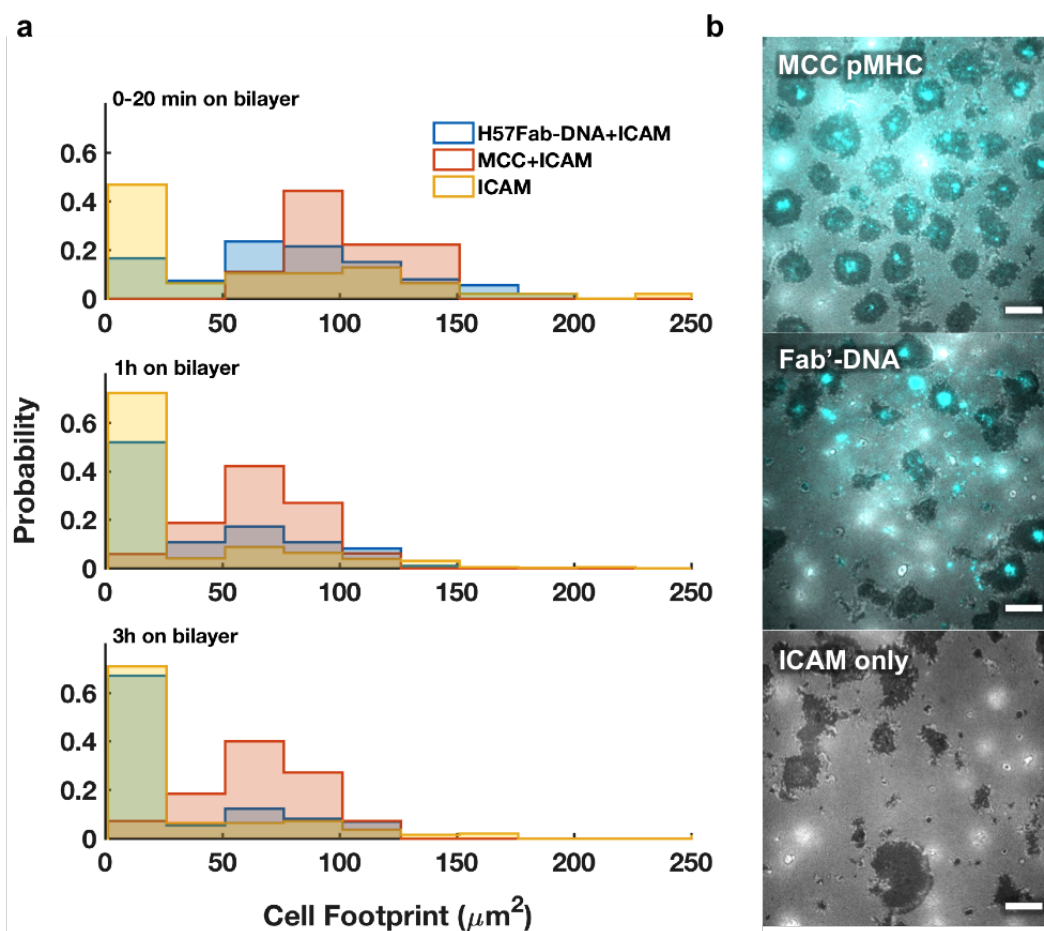 a
b
0-20 min on bilayer
H57Fab-DNA+ICAM
MCC+ICAM
ICAM
0.6
0.4
0.2
0
0 50 100 150 200 250
1h on bilayer
0.6
0.4
0.2
0
0 50 100 150 200 250
3h on bilayer
0.6
0.4
0.2
0
0 50 100 150 200 250
Probability
Cell Footprint (μm²)
MCC pMHC
Fab’-DNA
ICAM only